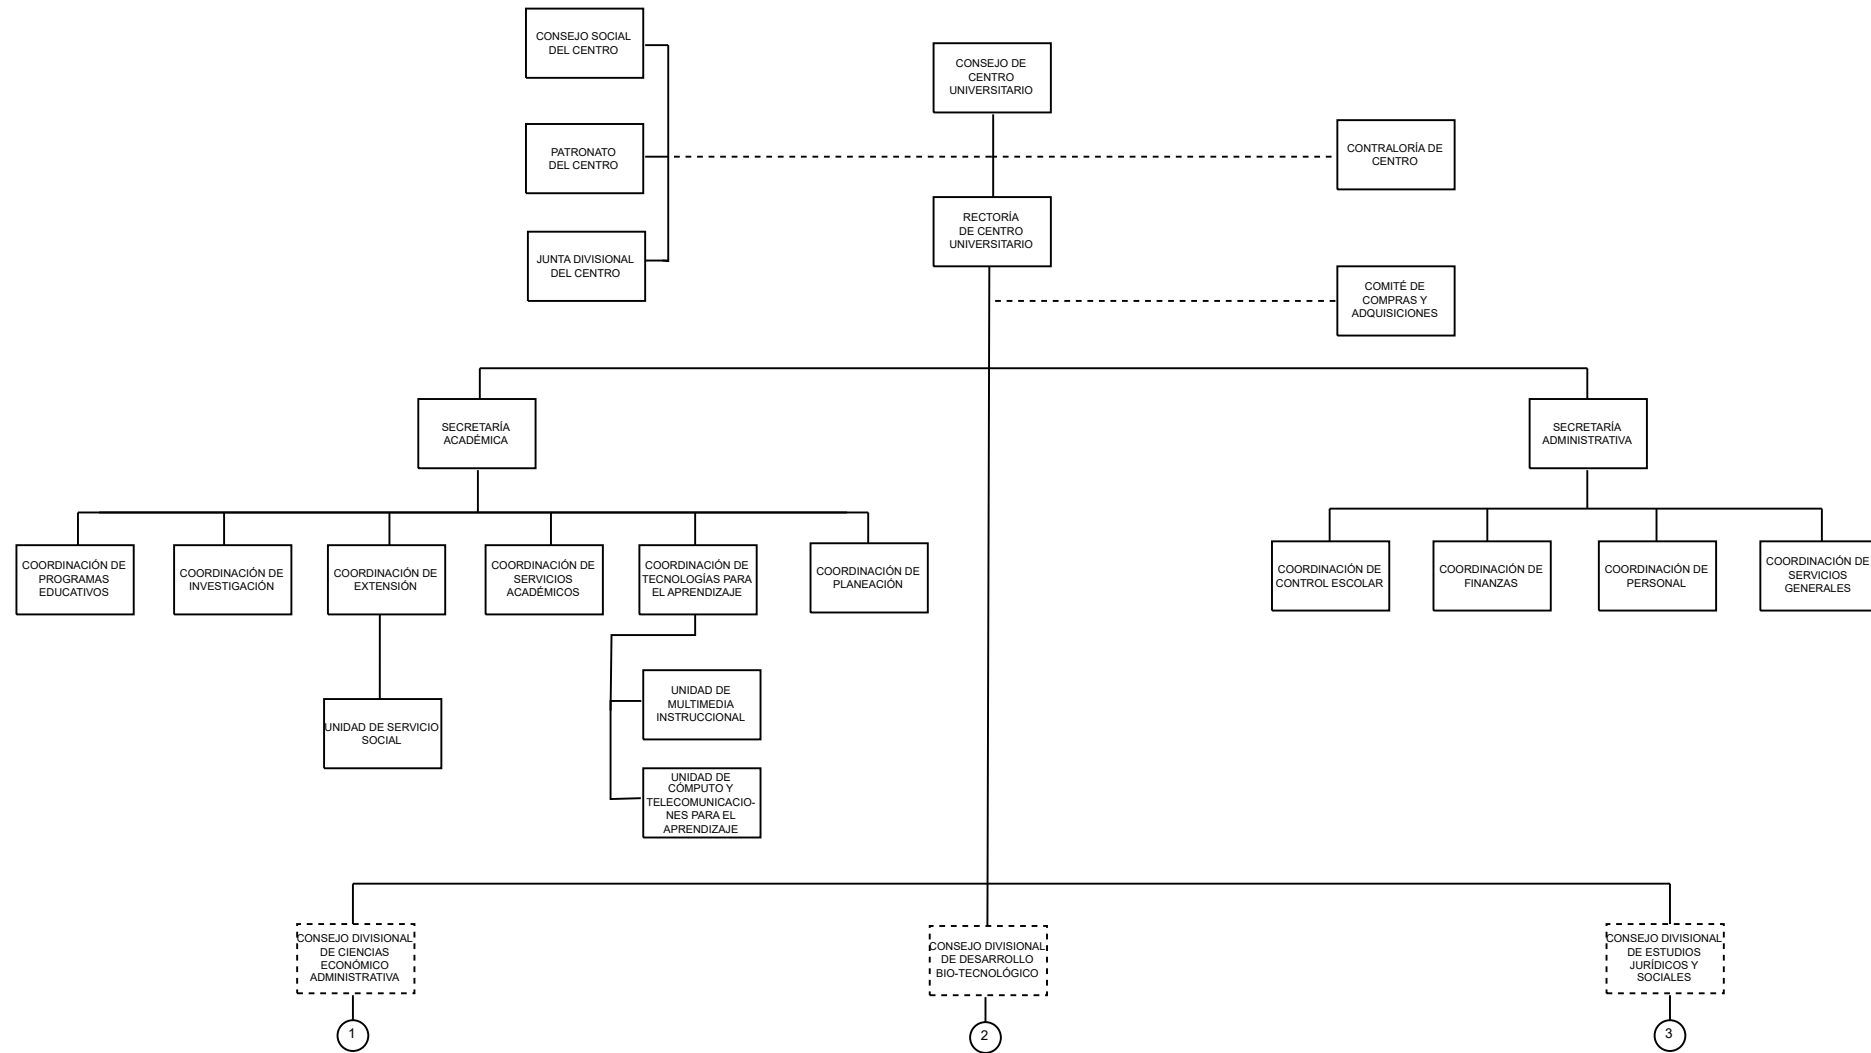 CONSEJO SOCIAL
DEL CENTRO
CONSEJO DE
CENTRO
UNIVERSITARIO
PATRONATO
DEL CENTRO
CONTRALORÍA DE
CENTRO
RECTORÍA
DE CENTRO
UNIVERSITARIO
JUNTA DIVISIONAL
DEL CENTRO
COMITÉ DE
COMPRAS Y
ADQUISICIONES
SECRETARÍA
ACADÉMICA
SECRETARÍA
ADMINISTRATIVA
COORDINACIÓN DE
PROGRAMAS
EDUCATIVOS
COORDINACIÓN DE
INVESTIGACIÓN
COORDINACIÓN DE
EXTENSIÓN
COORDINACIÓN DE
SERVICIOS
ACADÉMICOS
COORDINACIÓN DE
TECNOLOGÍAS PARA
EL APRENDIZAJE
COORDINACIÓN DE
PLANEACIÓN
COORDINACIÓN DE
CONTROL ESCOLAR
COORDINACIÓN DE
FINANZAS
COORDINACIÓN DE
PERSONAL
COORDINACIÓN DE
SERVICIOS
GENERALES
UNIDAD DE SERVICIO
SOCIAL
UNIDAD DE
MULTIMEDIA
INSTRUCCIONAL
UNIDAD DE
CÓMPUTO Y
TELECOMUNICACIO-
NES PARA EL
APRENDIZAJE
CONSEJO DIVISIONAL
DE CIENCIAS
ECONÓMICO
ADMINISTRATIVA
CONSEJO DIVISIONAL
DE DESARROLLO
BIO-TECNOLÓGICO
CONSEJO DIVISIONAL
DE ESTUDIOS
JURÍDICOS Y
SOCIALES
1
2
3